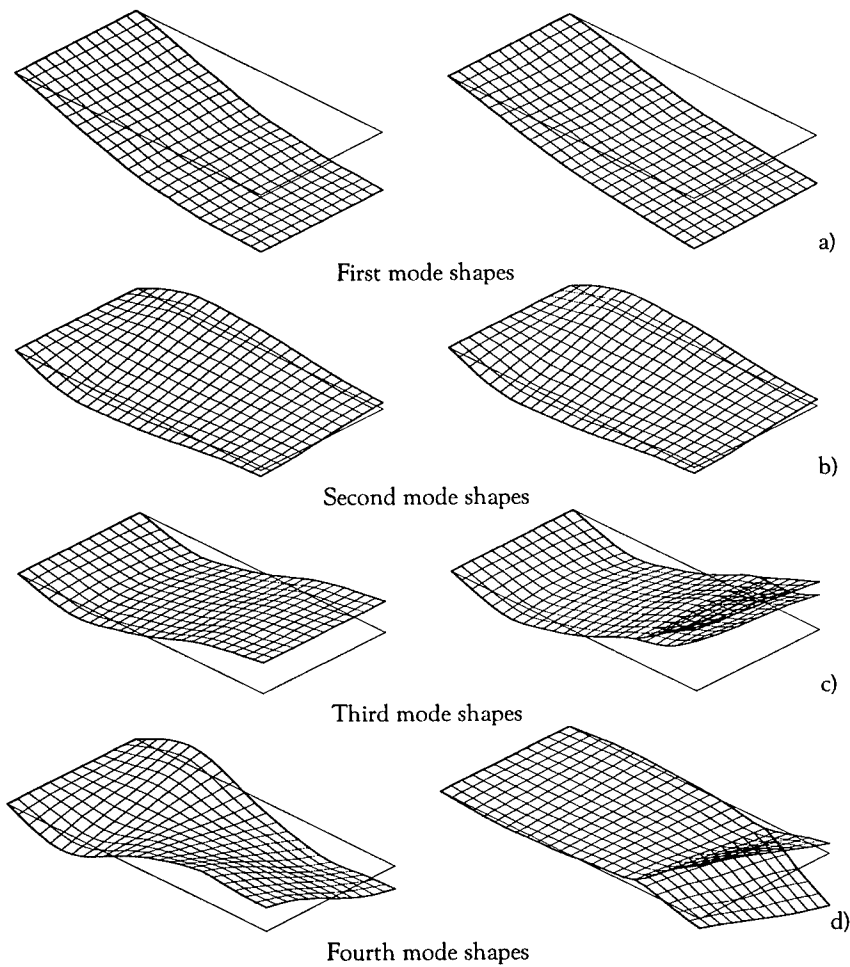 a)
First mode shapes
b)
Second mode shapes
c)
Third mode shapes
d)
Fourth mode shapes